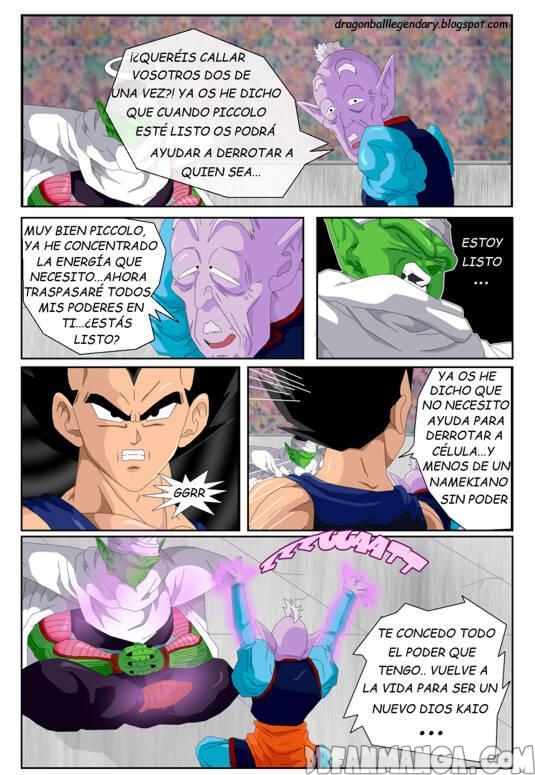 dragonballlegendary.blogspot.com
¡¿QUERÉIS CALLAR
VOSOTROS DOS DE
UNA VEZ?! YA OS HE DICHO
QUE CUANDO PICCOLO
ESTÉ LISTO OS PODRÁ
AYUDAR A DERROTAR A
QUIEN SEA...
MUY BIEN PICCOLO,
YA HE CONCENTRADO
LA ENERGÍA QUE
NECESITO...AHORA
TRASPASARÉ TODOS
MIS PODERES EN
TI...¿ESTÁS
LISTO?
ESTOY
LISTO
...
GGRR
YA OS HE
DICHO QUE
NO NECESITO
AYUDA PARA
DERROTAR A
CÉLULA...Y
MENOS DE UN
NAMEKIANO
SIN PODER
TE CONCEDO TODO
EL PODER QUE
TENGO.. VUELVE A
LA VIDA PARA SER UN
NUEVO DIOS KAIO
...
DREAMMANGA.COM